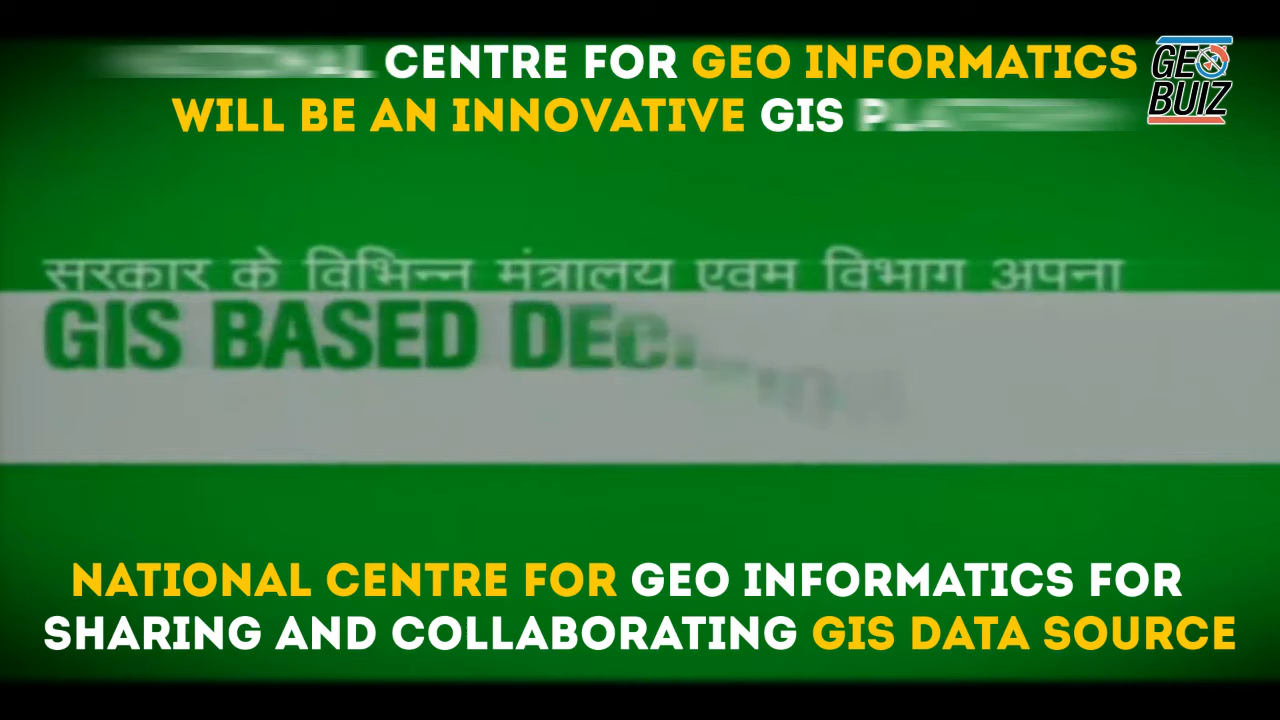 CENTRE FOR GEO INFORMATICS
WILL BE AN INNOVATIVE GIS
GEO
BUIZ
सरकार के विभिन्न मंत्रालय एवम विभाग अपना
GIS BASED
NATIONAL CENTRE FOR GEO INFORMATICS FOR
SHARING AND COLLABORATING GIS DATA SOURCE